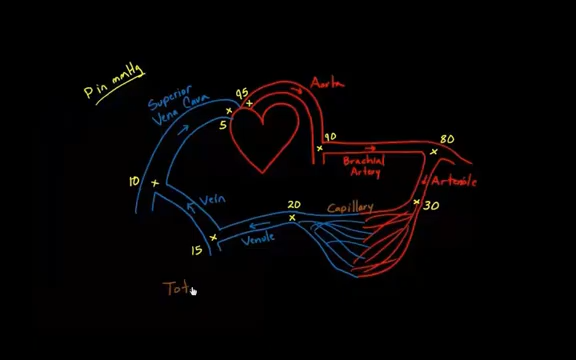 P in mmHg
Superior
Vena Cava
95
Aorta
5
90
80
Brachial
Artery
Arteriole
10
Vein
20
Capillary
30
Venule
15
Tot